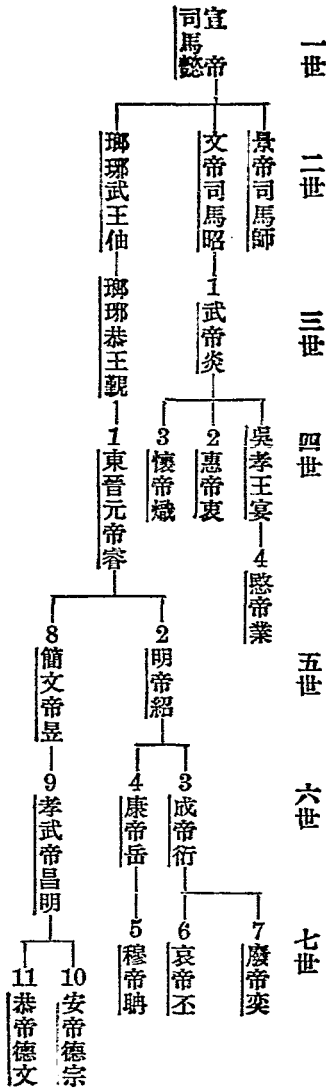 一世
宣帝
司馬懿
二世
景帝司馬師
文帝司馬昭
瑯琊武王伷
三世
1武帝炎
瑯琊恭王覲
四世
吳孝王宴
2惠帝衷
3懷帝熾
1東晉元帝睿
4愍帝業
五世
2明帝紹
8簡文帝昱
六世
3成帝衍
4康帝岳
9孝武帝昌明
七世
7廢帝奕
6哀帝丕
5穆帝聃
10安帝德宗
11恭帝德文